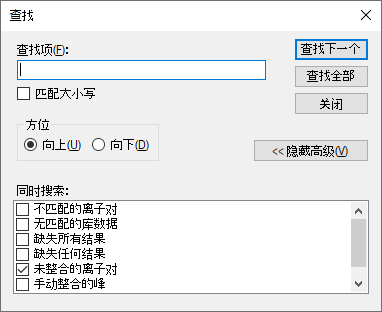 查找
查找项(F):
查找下一个
查找全部
匹配大小写
关闭
方位
向上(U)
向下(D)
<< 隐藏高级(V)
同时搜索:
不匹配的离子对
无匹配的库数据
缺失所有结果
缺失任何结果
未整合的离子对
手动整合的峰